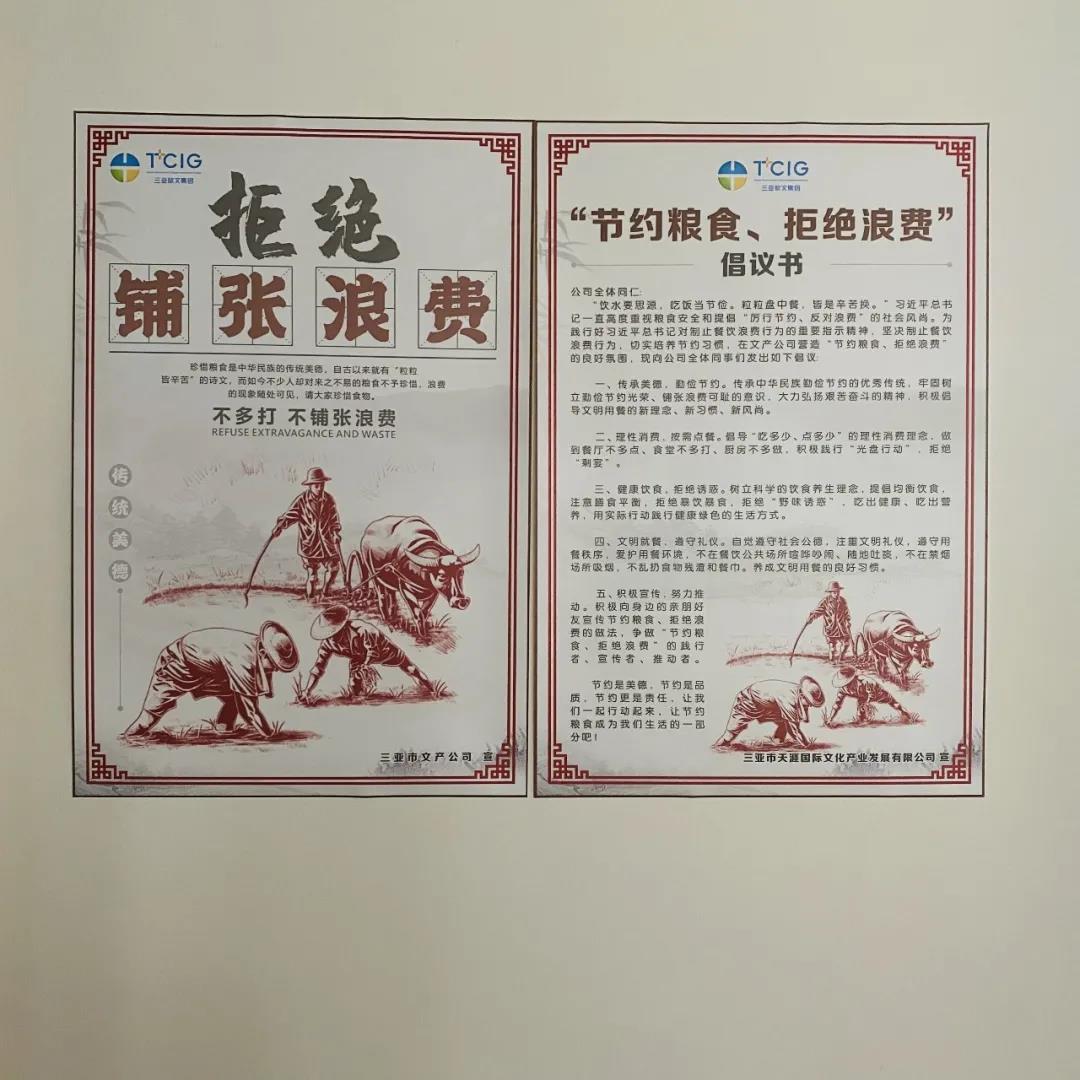 TCIG
三亚旅文集团
拒绝
铺张浪费
珍惜粮食是中华民族的传统美德，自古以来就有“粒粒
皆辛苦”的诗文，而如今不少人却对来之不易的粮食不予珍惜，浪费
的现象随处可见，请大家珍惜食物。
不多打 不铺张浪费
REFUSE EXTRAVAGANCE AND WASTE
传
统
美
德
三亚市文产公司 宣
TCIG
三亚旅文集团
“节约粮食、拒绝浪费”
倡议书
公司全体同仁:
“饮水要思源，吃饭当节俭。粒粒盘中餐，皆是辛苦换。”习近平总书
记一直高度重视粮食安全和提倡“厉行节约、反对浪费”的社会风尚。为
践行好习近平总书记对制止餐饮浪费行为的重要指示精神，坚决制止餐饮
浪费行为，切实培养节约习惯，在文产公司营造“节约粮食、拒绝浪费”
的良好氛围，现向公司全体同事们发出如下倡议:
一、传承美德，勤俭节约。传承中华民族勤俭节约的优秀传统，牢固树
立勤俭节约光荣、铺张浪费可耻的意识，大力弘扬艰苦奋斗的精神，积极倡
导文明用餐的新理念、新习惯、新风尚。
二、理性消费，按需点餐。倡导“吃多少、点多少”的理性消费理念，做
到餐厅不多点、食堂不多打、厨房不多做，积极践行“光盘行动”，拒绝
“剩宴”。
三、健康饮食，拒绝诱惑。树立科学的饮食养生理念，提倡均衡饮食，
注意膳食平衡，拒绝暴饮暴食，拒绝“野味诱惑”，吃出健康、吃出营
养，用实际行动践行健康绿色的生活方式。
四、文明就餐，遵守礼仪。自觉遵守社会公德，注重文明礼仪，遵守用
餐秩序，爱护用餐环境，不在餐饮公共场所喧哗吵闹、随地吐痰，不在禁烟
场所吸烟，不乱扔食物残渣和餐巾。养成文明用餐的良好习惯。
五、积极宣传，努力推
动。积极向身边的亲朋好
友宣传节约粮食、拒绝浪
费的做法，争做“节约粮
食、拒绝浪费”的践行
者、宣传者、推动者。
节约是美德，节约是品
质，节约更是责任，让我
们一起行动起来，让节约
粮食成为我们生活的一部
分吧！
三亚市天涯国际文化产业发展有限公司 宣